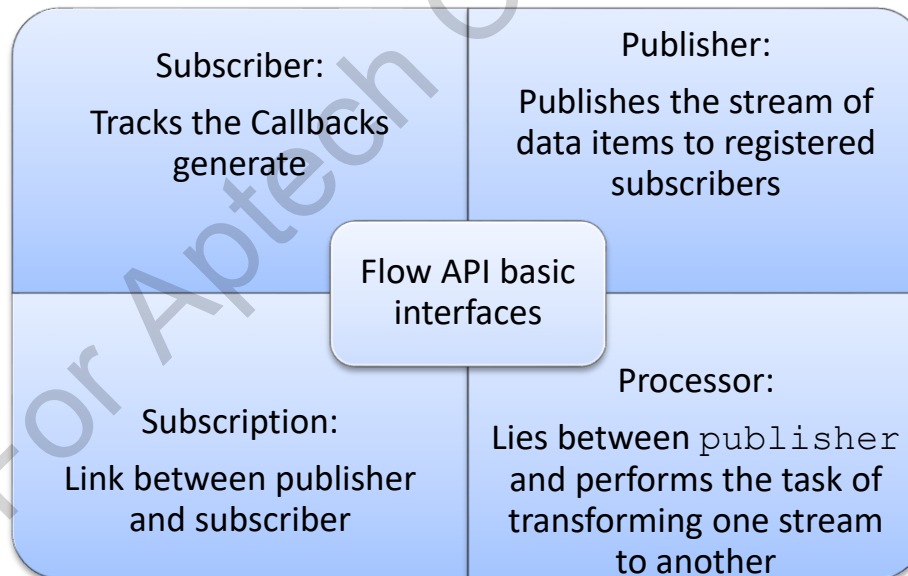 Subscriber:
Tracks the Callbacks
generate
Publisher:
Publishes the stream of
data items to registered
subscribers
Flow API basic
interfaces
Subscription:
Link between publisher
and subscriber
Processor:
Lies between publisher
and performs the task of
transforming one stream
to another
For Aptech C